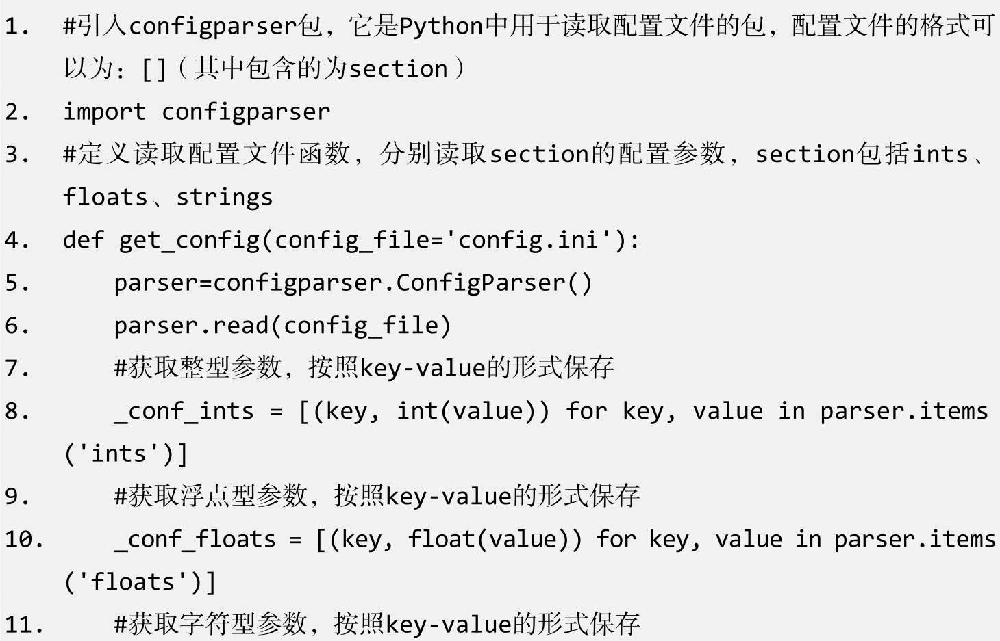 1. #引入configparser包，它是Python中用于读取配置文件的包，配置文件的格式可
以为：[]（其中包含的为section）
2. import configparser
3. #定义读取配置文件函数，分别读取section的配置参数，section包括ints、
floats、strings
4. def get_config(config_file='config.ini'):
5.     parser=configparser.ConfigParser()
6.     parser.read(config_file)
7.     #获取整型参数，按照key-value的形式保存
8.     _conf_ints = [(key, int(value)) for key, value in parser.items
('ints')]
9.     #获取浮点型参数，按照key-value的形式保存
10.     _conf_floats = [(key, float(value)) for key, value in parser.items
('floats')]
11.     #获取字符型参数，按照key-value的形式保存